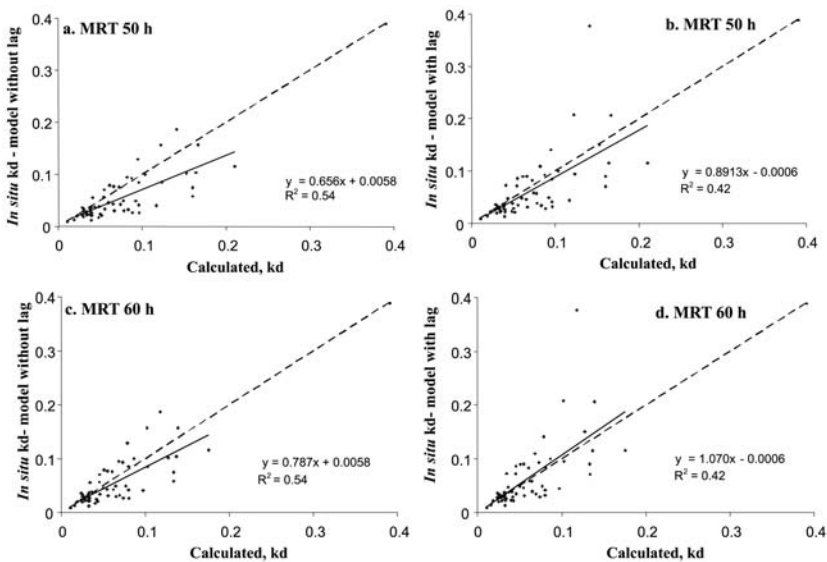 a. MRT 50 h
In situ kd - model without lag
0.4
0.3
0.2
0.1
0
0
0.1
0.2
0.3
0.4
y = 0.656x + 0.0058
R² = 0.54
Calculated, kd
b. MRT 50 h
In situ kd - model with lag
0.4
0.3
0.2
0.1
0
0
0.1
0.2
0.3
0.4
y = 0.8913x - 0.0006
R² = 0.42
Calculated, kd
c. MRT 60 h
In situ kd- model without lag
0.4
0.3
0.2
0.1
0
0
0.1
0.2
0.3
0.4
y = 0.787x + 0.0058
R² = 0.54
Calculated, kd
d. MRT 60 h
In situ kd- model with lag
0.4
0.3
0.2
0.1
0
0
0.1
0.2
0.3
0.4
y = 1.070x - 0.0006
R² = 0.42
Calculated, kd